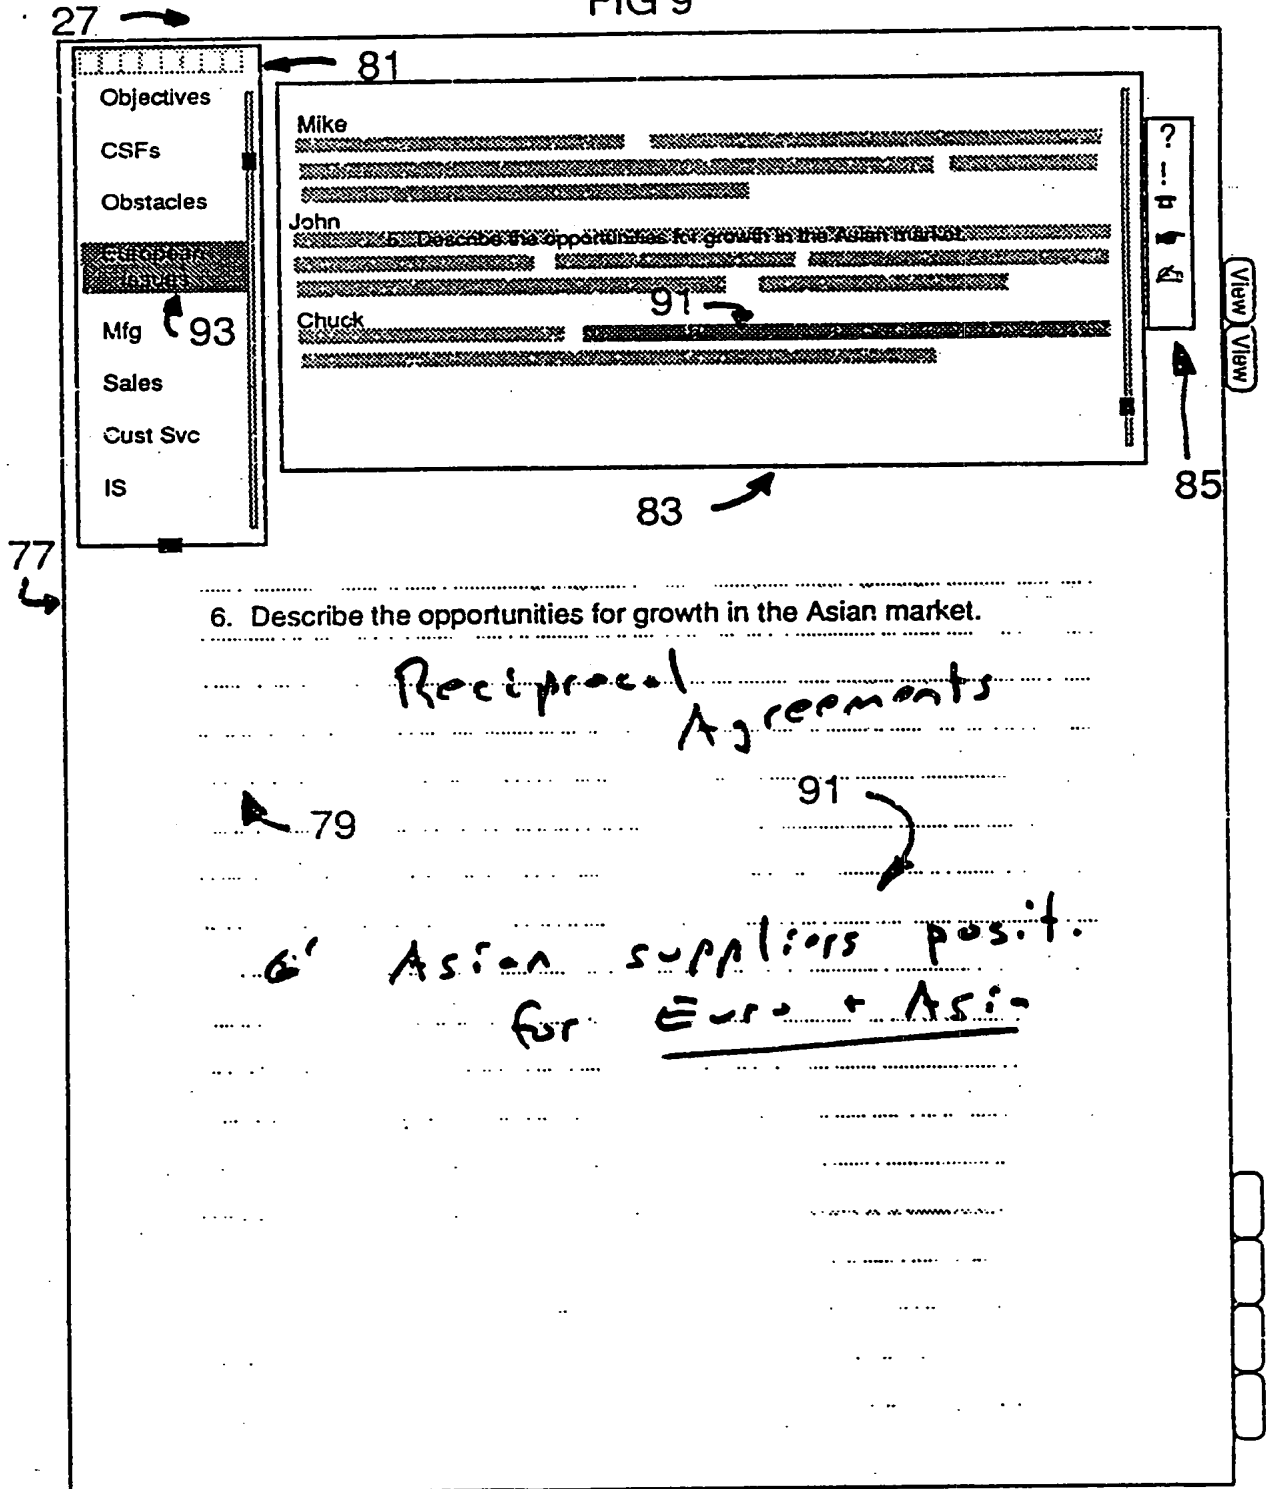 FIG 9
27
81
Objectives
CSFs
Obstacles
European
Issues
93
Mfg
Sales
Cust Svc
IS
Mike
John
5. Describe the opportunities for growth in the Asian market.
91
Chuck
?
!
View
View
85
83
77
6. Describe the opportunities for growth in the Asian market.
Reciprocal
Agreements
79
91
Asian suppliers posit.
for Euro + Asia